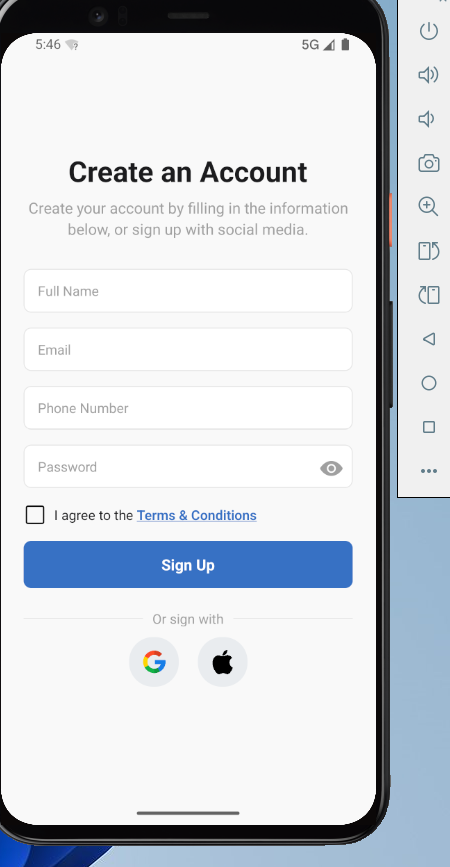 5:46
5G
Create an Account
Create your account by filling in the information
below, or sign up with social media.
Full Name
Email
Phone Number
Password
I agree to the Terms & Conditions
Sign Up
Or sign with